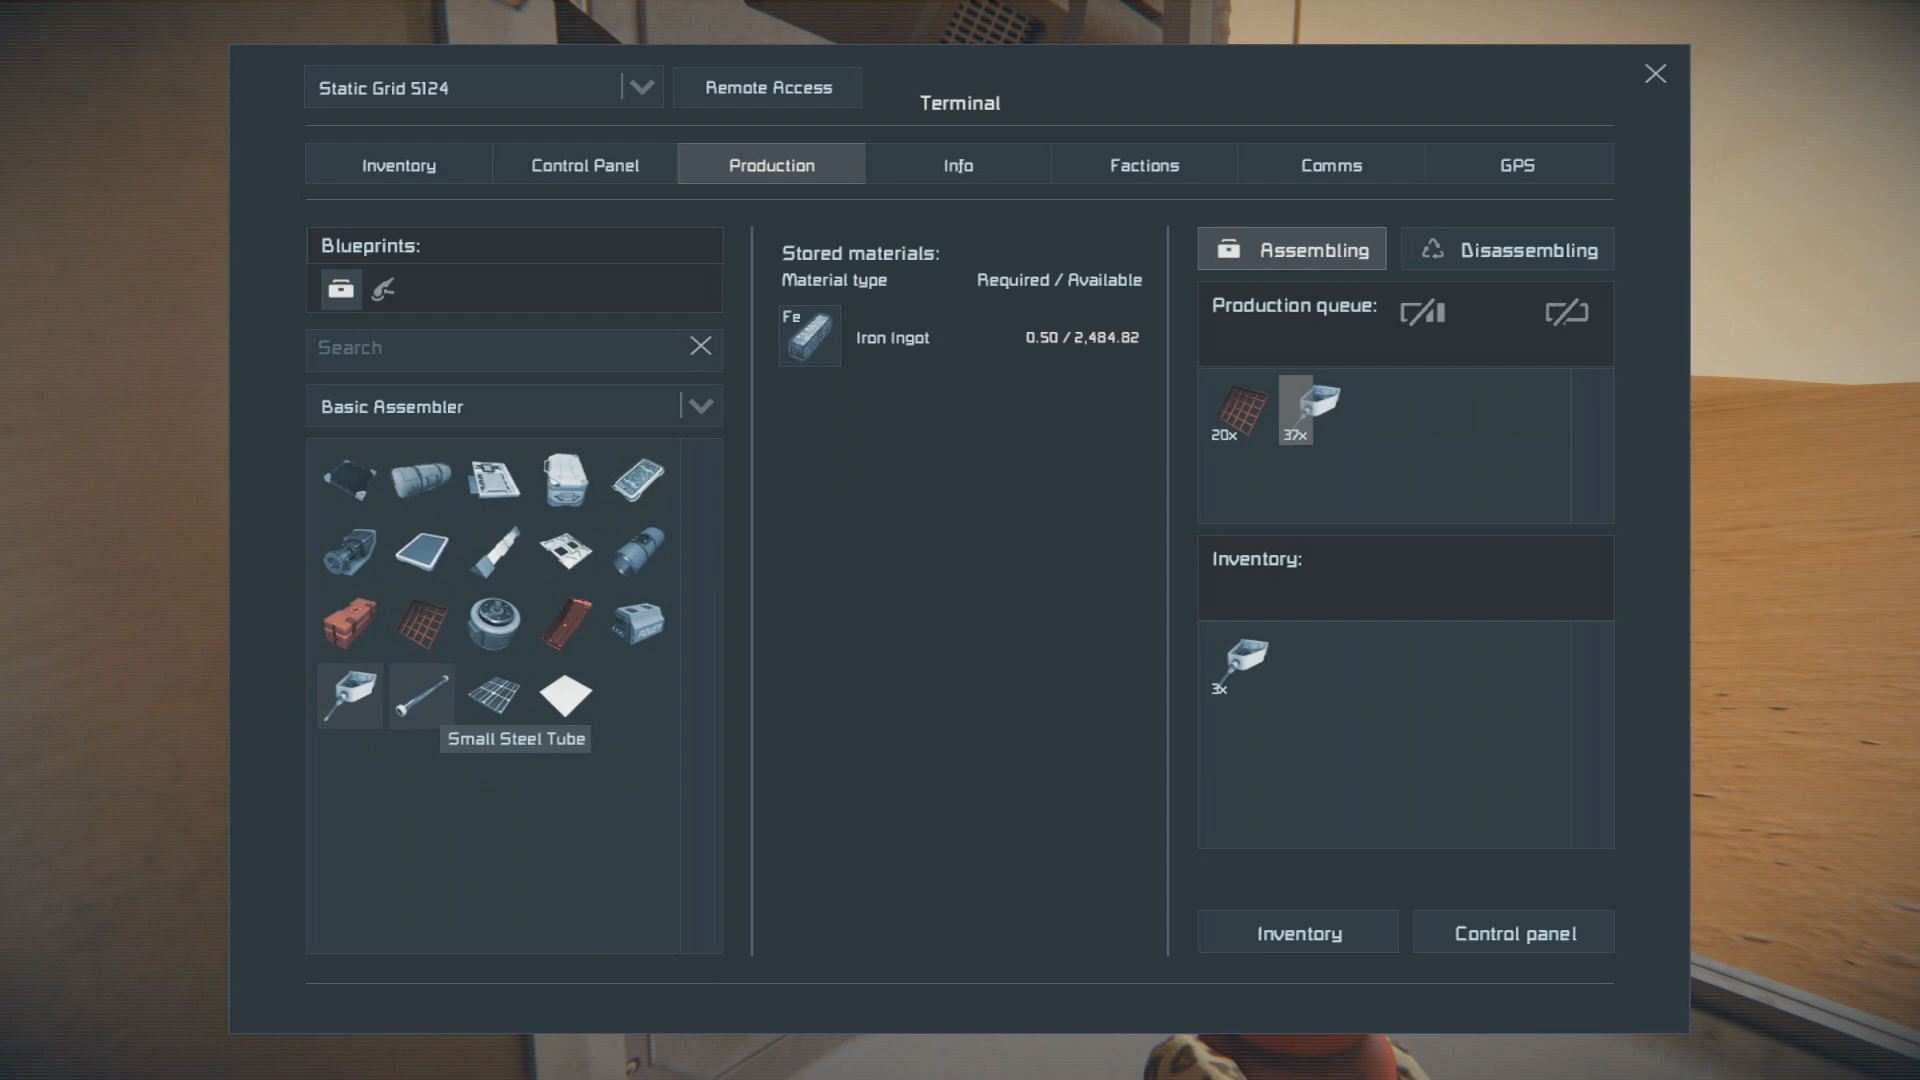 Static Grid 5124
Remote Access
Terminal
Inventory
Control Panel
Production
Info
Factions
Comms
GPS
Blueprints:
Search
Basic Assembler
Small Steel Tube
Stored materials:
Material type
Required / Available
Fe
Iron Ingot
0.50 / 2,484.82
Assembling
Disassembling
Production queue:
20x
37x
Inventory:
3x
Inventory
Control panel